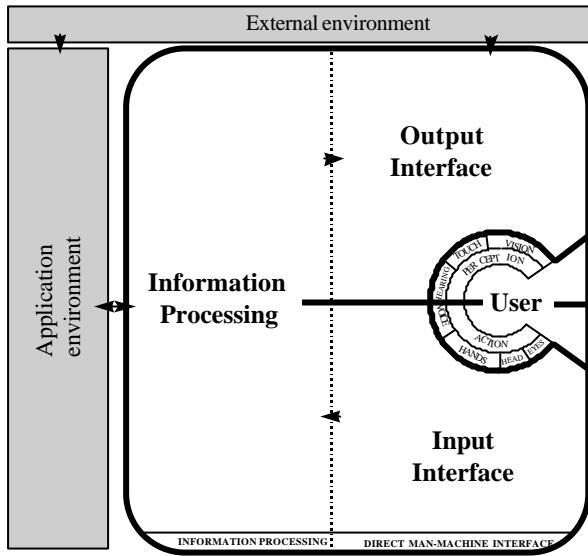 External environment
Application
environment
Output
Interface
Information
Processing
TOUCH
VISION
HEARING
PERCEPTION
User
ACTION
HANDS
HEAD
EYES
Input
Interface
INFORMATION PROCESSING
DIRECT MAN-MACHINE INTERFACE